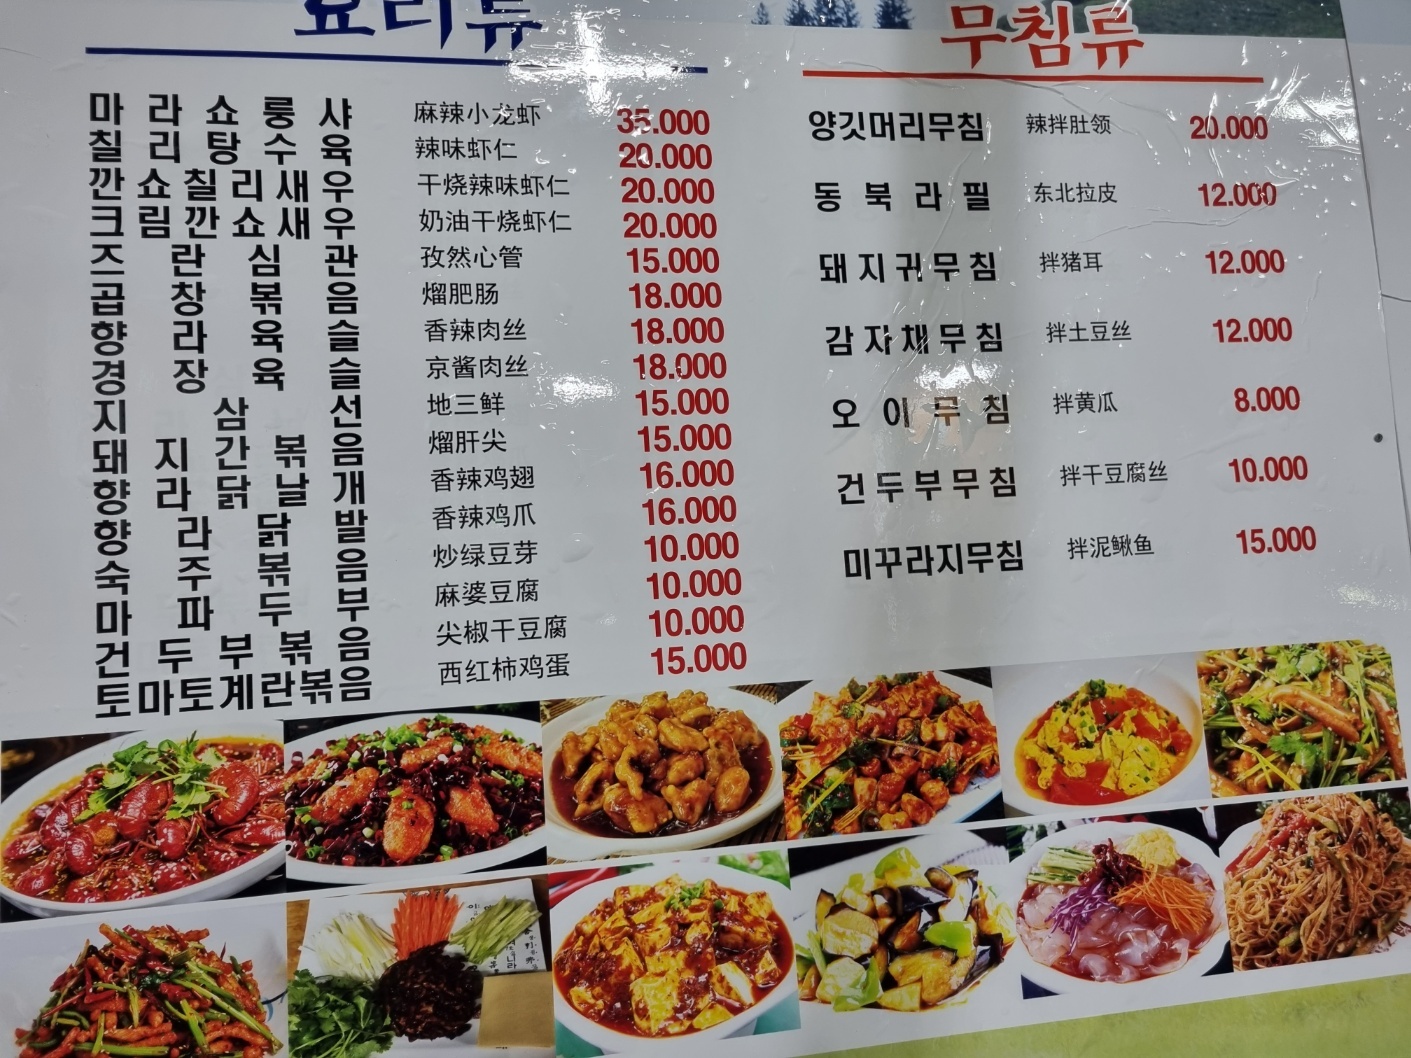 요리류
마라쇼룽샤 麻辣小龙虾 35.000
칠리탕수육 辣味虾仁 20.000
깐쇼칠리새우 干烧辣味虾仁 20.000
크림깐쇼새우 奶油干烧虾仁 20.000
즈란심관 孜然心管 15.000
곱창볶음 熘肥肠 18.000
향라육슬 香辣肉丝 18.000
경장육슬 京酱肉丝 18.000
지삼선 地三鲜 15.000
돼지간볶음 熘肝尖 15.000
향라닭날개 香辣鸡翅 16.000
향라닭발 香辣鸡爪 16.000
숙주볶음 炒绿豆芽 10.000
마파두부 麻婆豆腐 10.000
건두부볶음 尖椒干豆腐 10.000
토마토계란볶음 西红柿鸡蛋 15.000
무침류
양깃머리무침 辣拌肚领 20.000
동북라필 东北拉皮 12.000
돼지귀무침 拌猪耳 12.000
감자채무침 拌土豆丝 12.000
오이무침 拌黄瓜 8.000
건두부무침 拌干豆腐丝 10.000
미꾸라지무침 拌泥鳅鱼 15.000